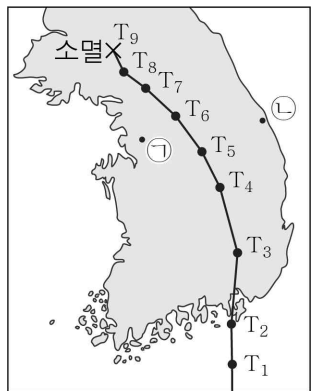 소멸
T₉
T₈
T₇
T₆
㉡
㉠
T₅
T₄
T₃
T₂
T₁